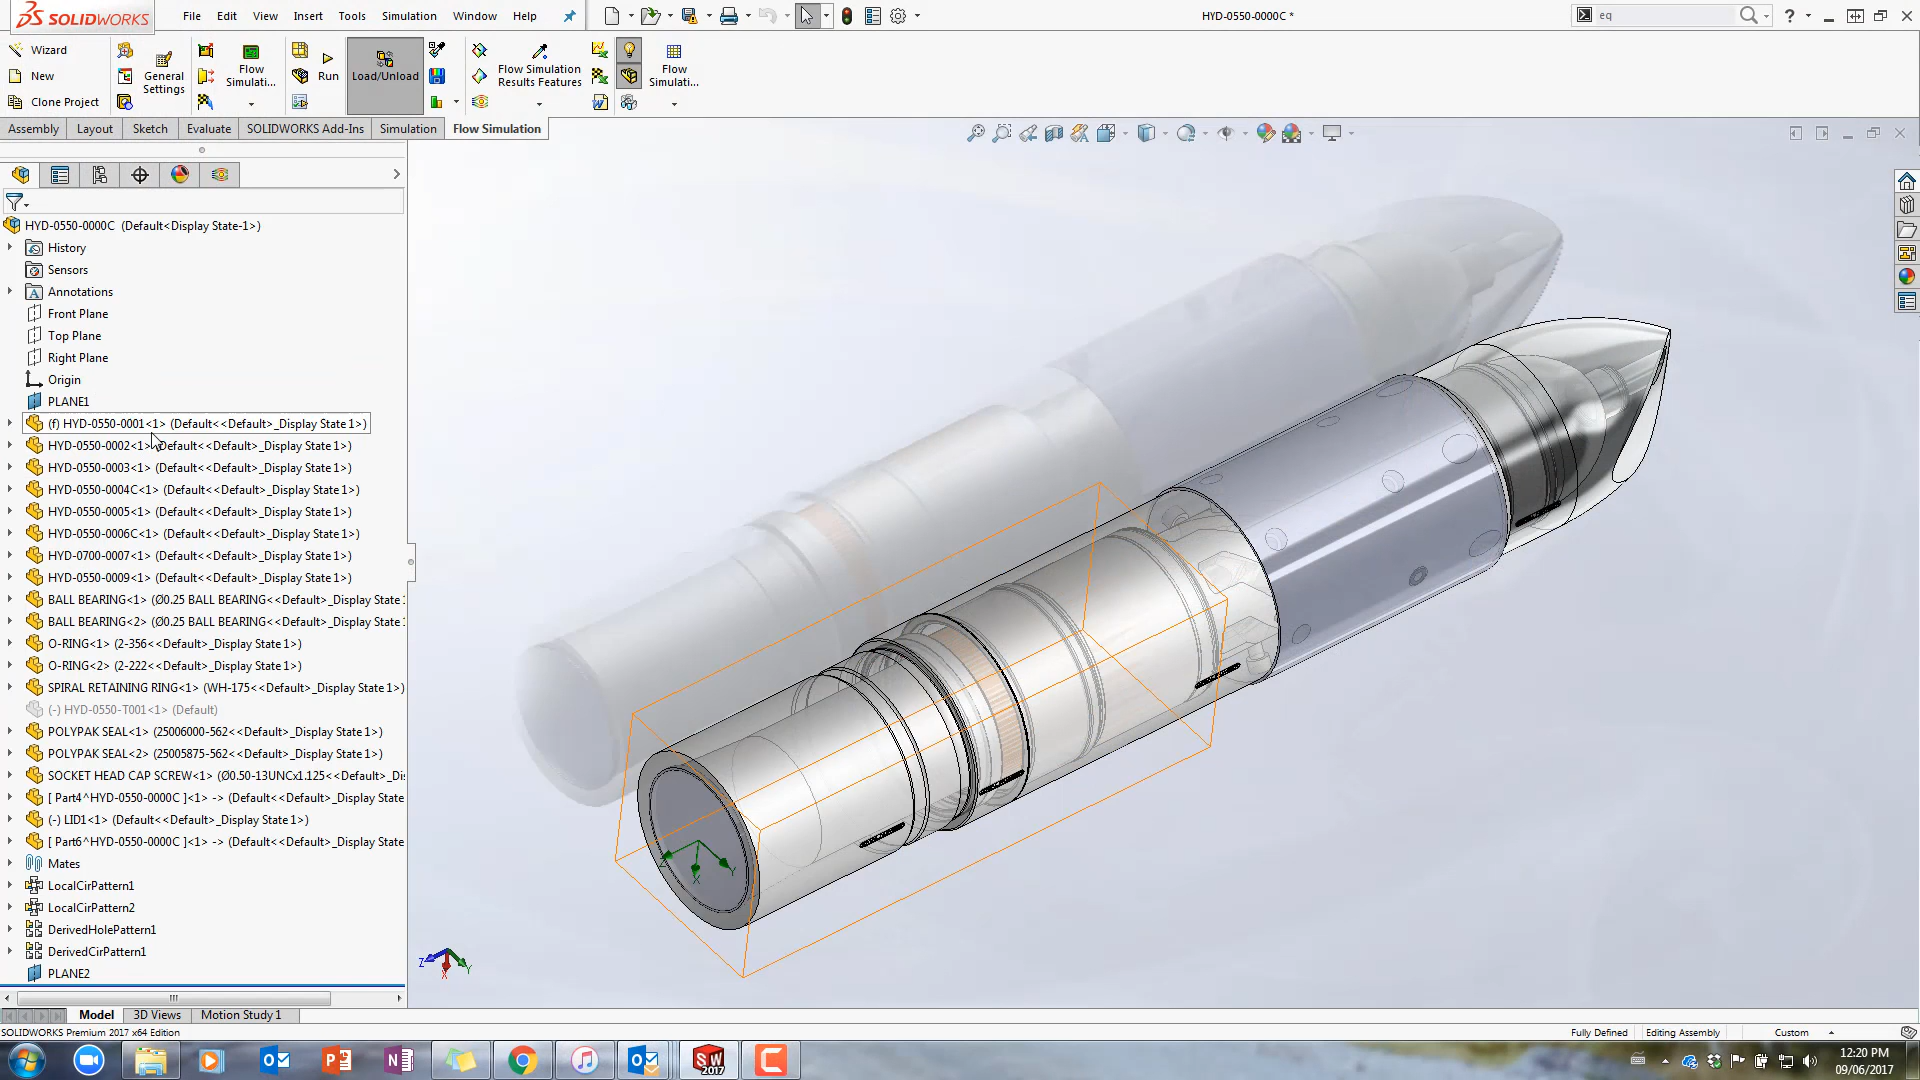 SOLIDWORKS File Edit View Insert Tools Simulation Window Help HYD-0550-0000C * eq
Wizard
New
Clone Project
General Settings
Flow Simulati...
Run
Load/Unload
Flow Simulation Results Features
Flow Simulati...
Assembly Layout Sketch Evaluate SOLIDWORKS Add-Ins Simulation Flow Simulation
HYD-0550-0000C (Default<Display State-1>)
History
Sensors
Annotations
Front Plane
Top Plane
Right Plane
Origin
PLANE1
(f) HYD-0550-0001<1> (Default<<Default>_Display State 1>)
HYD-0550-0002<1> (Default<<Default>_Display State 1>)
HYD-0550-0003<1> (Default<<Default>_Display State 1>)
HYD-0550-0004C<1> (Default<<Default>_Display State 1>)
HYD-0550-0005<1> (Default<<Default>_Display State 1>)
HYD-0550-0006C<1> (Default<<Default>_Display State 1>)
HYD-0700-0007<1> (Default<<Default>_Display State 1>)
HYD-0550-0009<1> (Default<<Default>_Display State 1>)
BALL BEARING<1> (Ø0.25 BALL BEARING<<Default>_Display State
BALL BEARING<2> (Ø0.25 BALL BEARING<<Default>_Display State
O-RING<1> (2-356<<Default>_Display State 1>)
O-RING<2> (2-222<<Default>_Display State 1>)
SPIRAL RETAINING RING<1> (WH-175<<Default>_Display State 1>)
(-) HYD-0550-T001<1> (Default)
POLYPAK SEAL<1> (25006000-562<<Default>_Display State 1>)
POLYPAK SEAL<2> (25005875-562<<Default>_Display State 1>)
SOCKET HEAD CAP SCREW<1> (Ø0.50-13UNCx1.125<<Default>_Dis
[ Part4^HYD-0550-0000C ]<1> -> (Default<<Default>_Display State
(-) LID1<1> (Default<<Default>_Display State 1>)
[ Part6^HYD-0550-0000C ]<1> -> (Default<<Default>_Display State
Mates
LocalCirPattern1
LocalCirPattern2
DerivedHolePattern1
DerivedCirPattern1
PLANE2
Z X Y
Z X Y
Model 3D Views Motion Study 1
SOLIDWORKS Premium 2017 x64 Edition Fully Defined Editing Assembly Custom
SW 2017
12:20 PM
09/06/2017